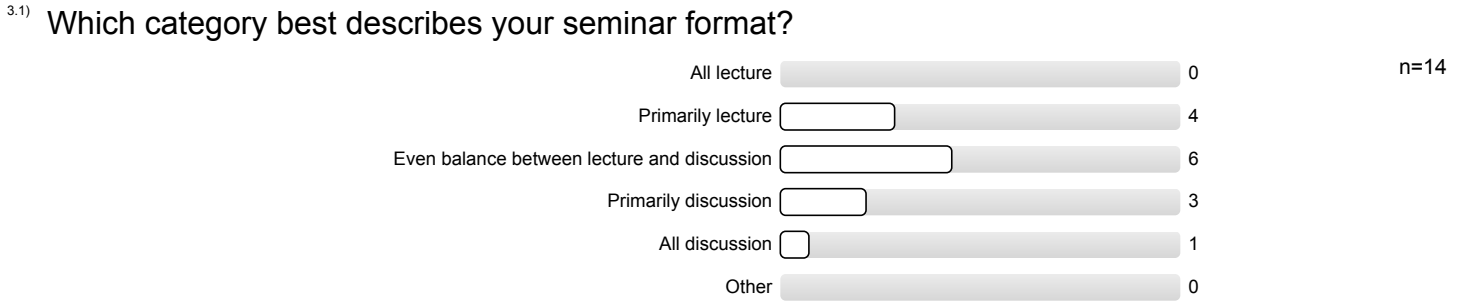 3.1) Which category best describes your seminar format?
n=14
All lecture 0
Primarily lecture 4
Even balance between lecture and discussion 6
Primarily discussion 3
All discussion 1
Other 0